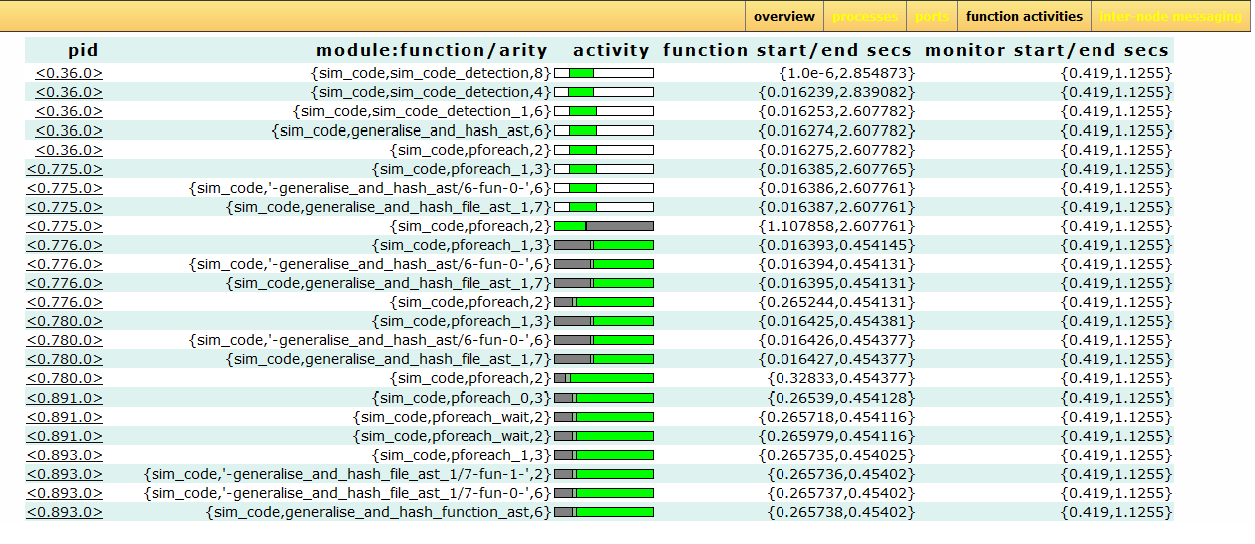 overview processes ports function activities inter-node messaging
pid module:function/arity activity function start/end secs monitor start/end secs
<0.36.0> {sim_code,sim_code_detection,8} {1.0e-6,2.854873} {0.419,1.1255}
<0.36.0> {sim_code,sim_code_detection,4} {0.016239,2.839082} {0.419,1.1255}
<0.36.0> {sim_code,sim_code_detection_1,6} {0.016253,2.607782} {0.419,1.1255}
<0.36.0> {sim_code,generalise_and_hash_ast,6} {0.016274,2.607782} {0.419,1.1255}
<0.36.0> {sim_code,pforeach,2} {0.016275,2.607782} {0.419,1.1255}
<0.775.0> {sim_code,pforeach_1,3} {0.016385,2.607765} {0.419,1.1255}
<0.775.0> {sim_code,'-generalise_and_hash_ast/6-fun-0-',6} {0.016386,2.607761} {0.419,1.1255}
<0.775.0> {sim_code,generalise_and_hash_file_ast_1,7} {0.016387,2.607761} {0.419,1.1255}
<0.775.0> {sim_code,pforeach,2} {1.107858,2.607761} {0.419,1.1255}
<0.776.0> {sim_code,pforeach_1,3} {0.016393,0.454145} {0.419,1.1255}
<0.776.0> {sim_code,'-generalise_and_hash_ast/6-fun-0-',6} {0.016394,0.454131} {0.419,1.1255}
<0.776.0> {sim_code,generalise_and_hash_file_ast_1,7} {0.016395,0.454131} {0.419,1.1255}
<0.776.0> {sim_code,pforeach,2} {0.265244,0.454131} {0.419,1.1255}
<0.780.0> {sim_code,pforeach_1,3} {0.016425,0.454381} {0.419,1.1255}
<0.780.0> {sim_code,'-generalise_and_hash_ast/6-fun-0-',6} {0.016426,0.454377} {0.419,1.1255}
<0.780.0> {sim_code,generalise_and_hash_file_ast_1,7} {0.016427,0.454377} {0.419,1.1255}
<0.780.0> {sim_code,pforeach,2} {0.32833,0.454377} {0.419,1.1255}
<0.891.0> {sim_code,pforeach_0,3} {0.26539,0.454128} {0.419,1.1255}
<0.891.0> {sim_code,pforeach_wait,2} {0.265718,0.454116} {0.419,1.1255}
<0.891.0> {sim_code,pforeach_wait,2} {0.265979,0.454116} {0.419,1.1255}
<0.893.0> {sim_code,pforeach_1,3} {0.265735,0.454025} {0.419,1.1255}
<0.893.0> {sim_code,'-generalise_and_hash_file_ast_1/7-fun-1-',2} {0.265736,0.45402} {0.419,1.1255}
<0.893.0> {sim_code,'-generalise_and_hash_file_ast_1/7-fun-0-',6} {0.265737,0.45402} {0.419,1.1255}
<0.893.0> {sim_code,generalise_and_hash_function_ast,6} {0.265738,0.45402} {0.419,1.1255}